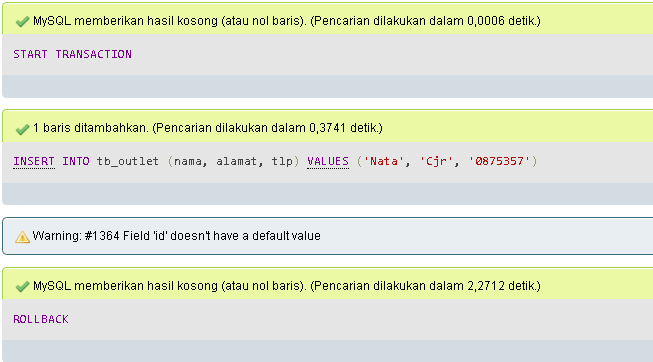 MySQL memberikan hasil kosong (atau nol baris). (Pencarian dilakukan dalam 0,0006 detik.)
START TRANSACTION
1 baris ditambahkan. (Pencarian dilakukan dalam 0,3741 detik.)
INSERT INTO tb_outlet (nama, alamat, tlp) VALUES ('Nata', 'Cjr', '0875357')
Warning: #1364 Field 'id' doesn't have a default value
MySQL memberikan hasil kosong (atau nol baris). (Pencarian dilakukan dalam 2,2712 detik.)
ROLLBACK